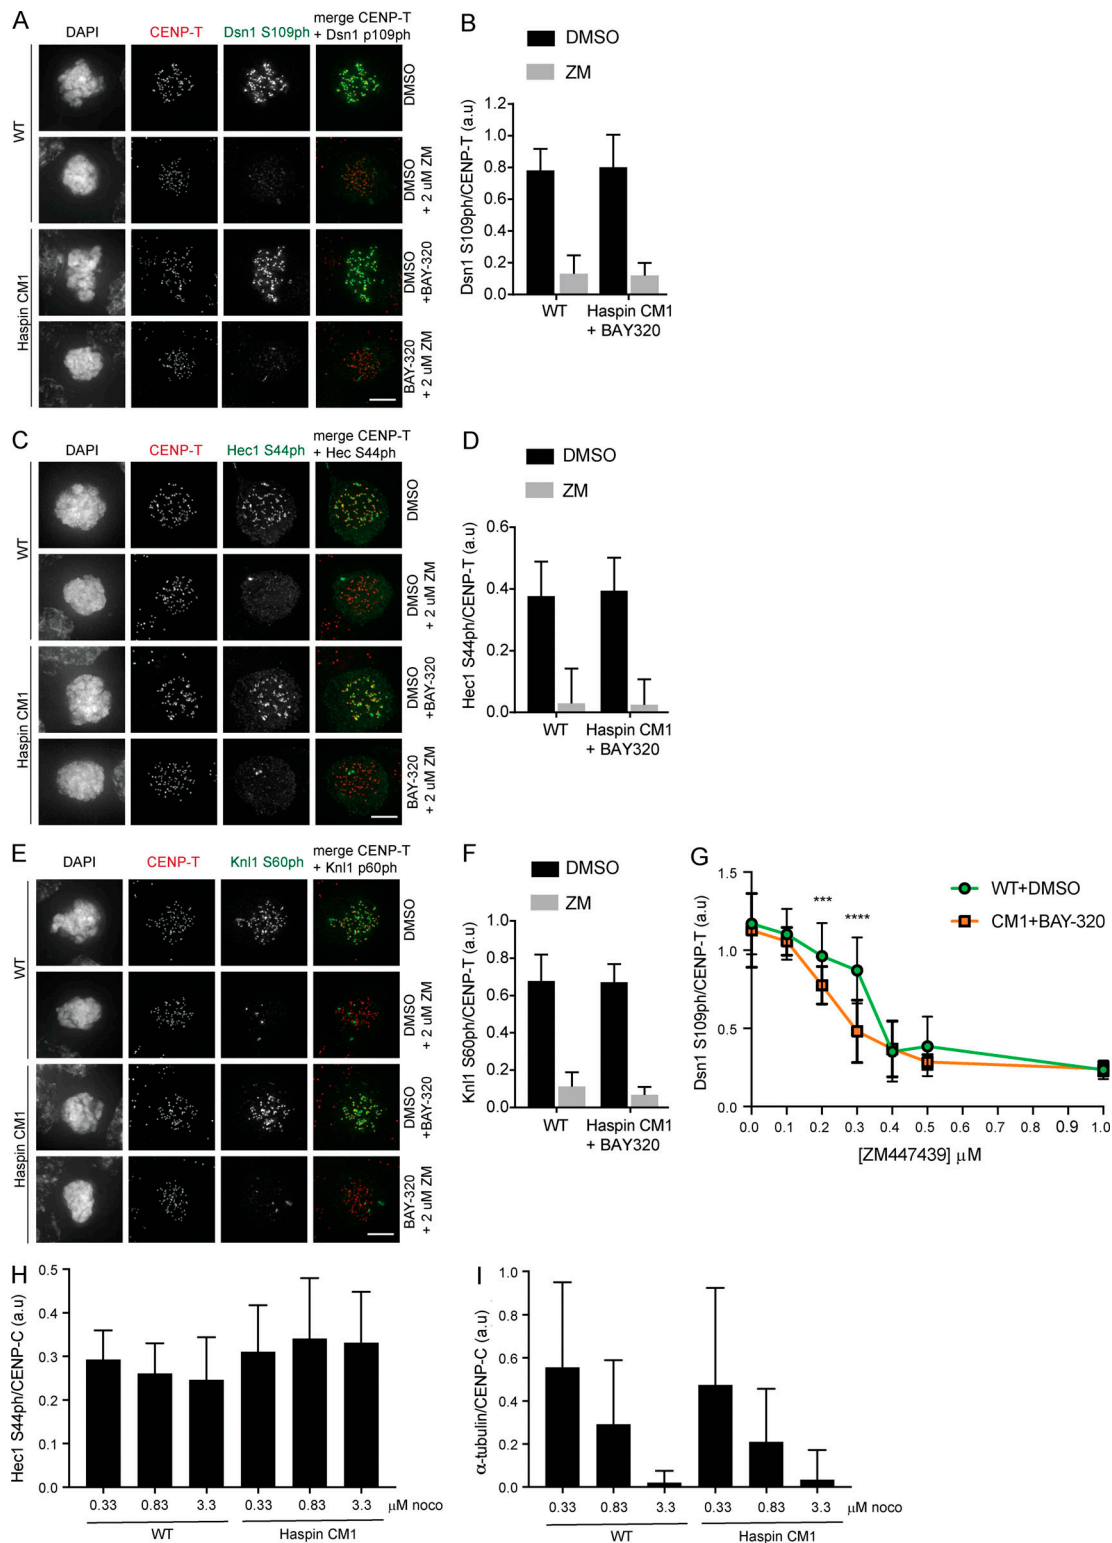 A
DAPI
CENP-T
Dsn1 S109ph
merge CENP-T
+ Dsn1 p109ph
WT
Haspin CM1
DMSO
DMSO
+ 2 uM ZM
DMSO
+BAY-320
BAY-320
+ 2 uM ZM
B
DMSO
ZM
Dsn1 S109ph/CENP-T (a.u)
1.2
1.0
0.8
0.6
0.4
0.2
0.0
WT
Haspin CM1
+ BAY320
C
DAPI
CENP-T
Hec1 S44ph
merge CENP-T
+ Hec S44ph
WT
Haspin CM1
DMSO
DMSO
+ 2 uM ZM
DMSO
+BAY-320
BAY-320
+ 2 uM ZM
D
DMSO
ZM
Hec1 S44ph/CENP-T (a.u)
0.6
0.4
0.2
0.0
WT
Haspin CM1
+ BAY320
E
DAPI
CENP-T
Knl1 S60ph
merge CENP-T
+ Knl1 p60ph
WT
Haspin CM1
DMSO
DMSO
+ 2 uM ZM
DMSO
+BAY-320
BAY-320
+ 2 uM ZM
F
DMSO
ZM
Knl1 S60ph/CENP-T (a.u)
0.8
0.6
0.4
0.2
0.0
WT
Haspin CM1
+ BAY320
G
WT+DMSO
CM1+BAY-320
*** ****
Dsn1 S109ph/CENP-T (a.u)
1.5
1.0
0.5
0.0
0.0 0.1 0.2 0.3 0.4 0.5 0.6 0.7 0.8 0.9 1.0
[ZM447439] μM
H
Hec1 S44ph/CENP-C (a.u)
0.5
0.4
0.3
0.2
0.1
0.0
0.33 0.83 3.3 0.33 0.83 3.3 μM noco
WT Haspin CM1
I
α-tubulin/CENP-C (a.u)
1.0
0.8
0.6
0.4
0.2
0.0
0.33 0.83 3.3 0.33 0.83 3.3 μM noco
WT Haspin CM1